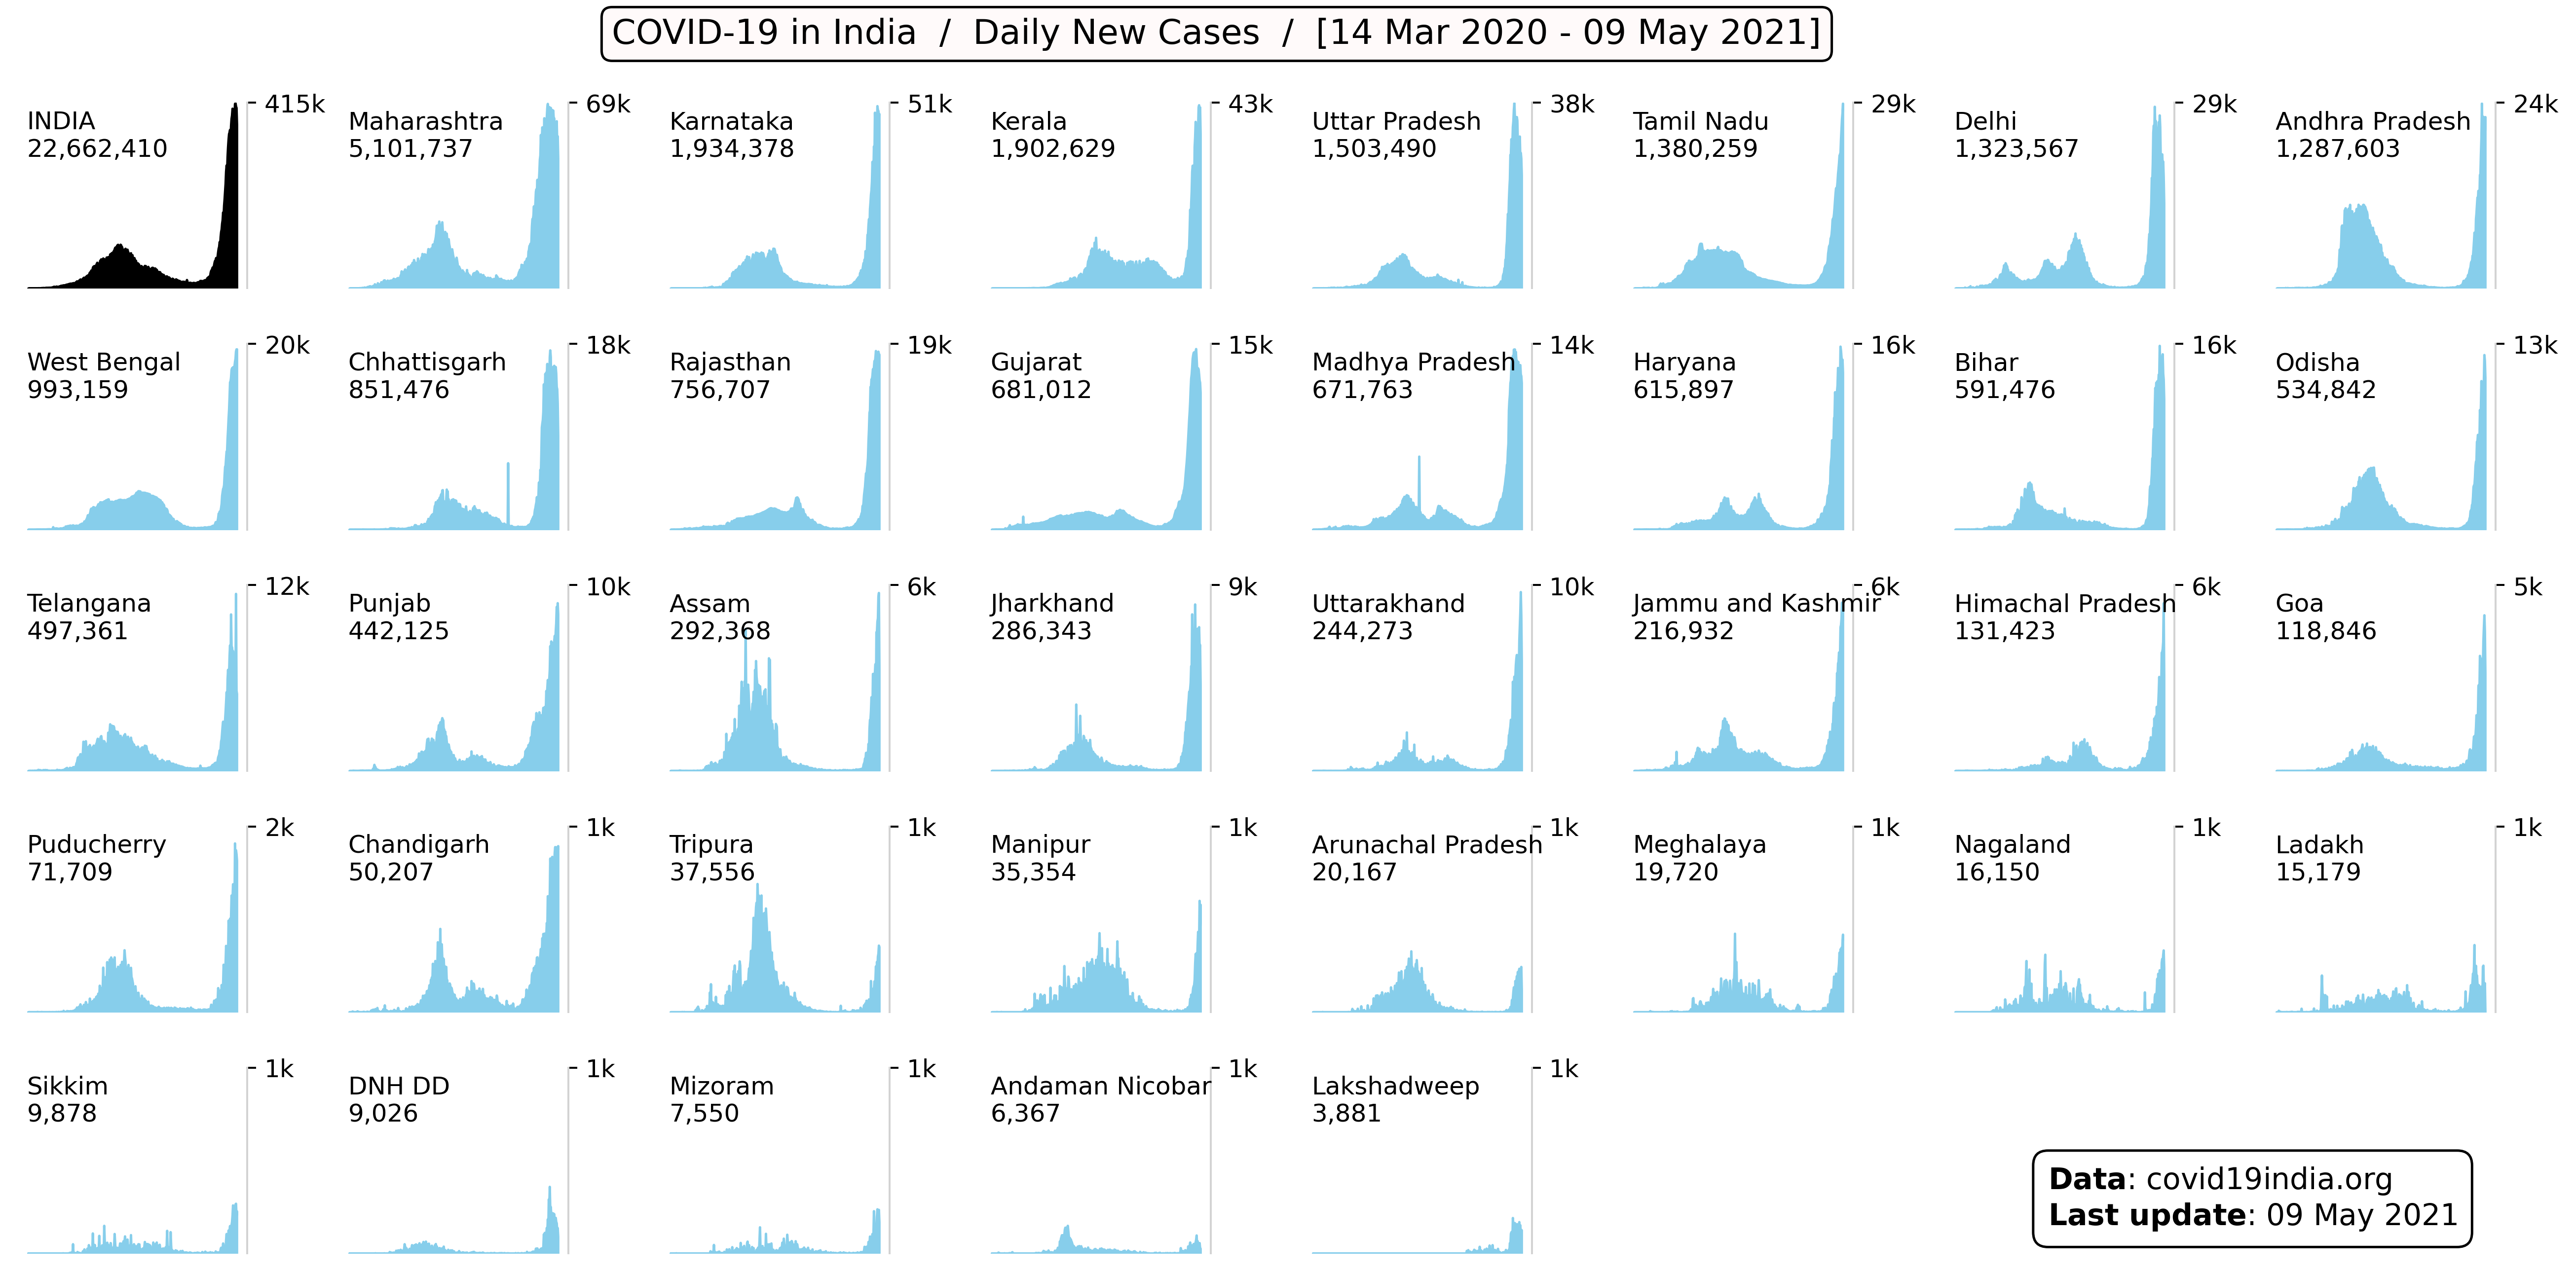 COVID-19 in India / Daily New Cases / [14 Mar 2020 - 09 May 2021]
INDIA
22,662,410
415k
Maharashtra
5,101,737
69k
Karnataka
1,934,378
51k
Kerala
1,902,629
43k
Uttar Pradesh
1,503,490
38k
Tamil Nadu
1,380,259
29k
Delhi
1,323,567
29k
Andhra Pradesh
1,287,603
24k
West Bengal
993,159
20k
Chhattisgarh
851,476
18k
Rajasthan
756,707
19k
Gujarat
681,012
15k
Madhya Pradesh
671,763
14k
Haryana
615,897
16k
Bihar
591,476
16k
Odisha
534,842
13k
Telangana
497,361
12k
Punjab
442,125
10k
Assam
292,368
6k
Jharkhand
286,343
9k
Uttarakhand
244,273
10k
Jammu and Kashmir
216,932
6k
Himachal Pradesh
131,423
6k
Goa
118,846
5k
Puducherry
71,709
2k
Chandigarh
50,207
1k
Tripura
37,556
1k
Manipur
35,354
1k
Arunachal Pradesh
20,167
1k
Meghalaya
19,720
1k
Nagaland
16,150
1k
Ladakh
15,179
1k
Sikkim
9,878
1k
DNH DD
9,026
1k
Mizoram
7,550
1k
Andaman Nicobar
6,367
1k
Lakshadweep
3,881
1k
Data: covid19india.org
Last update: 09 May 2021